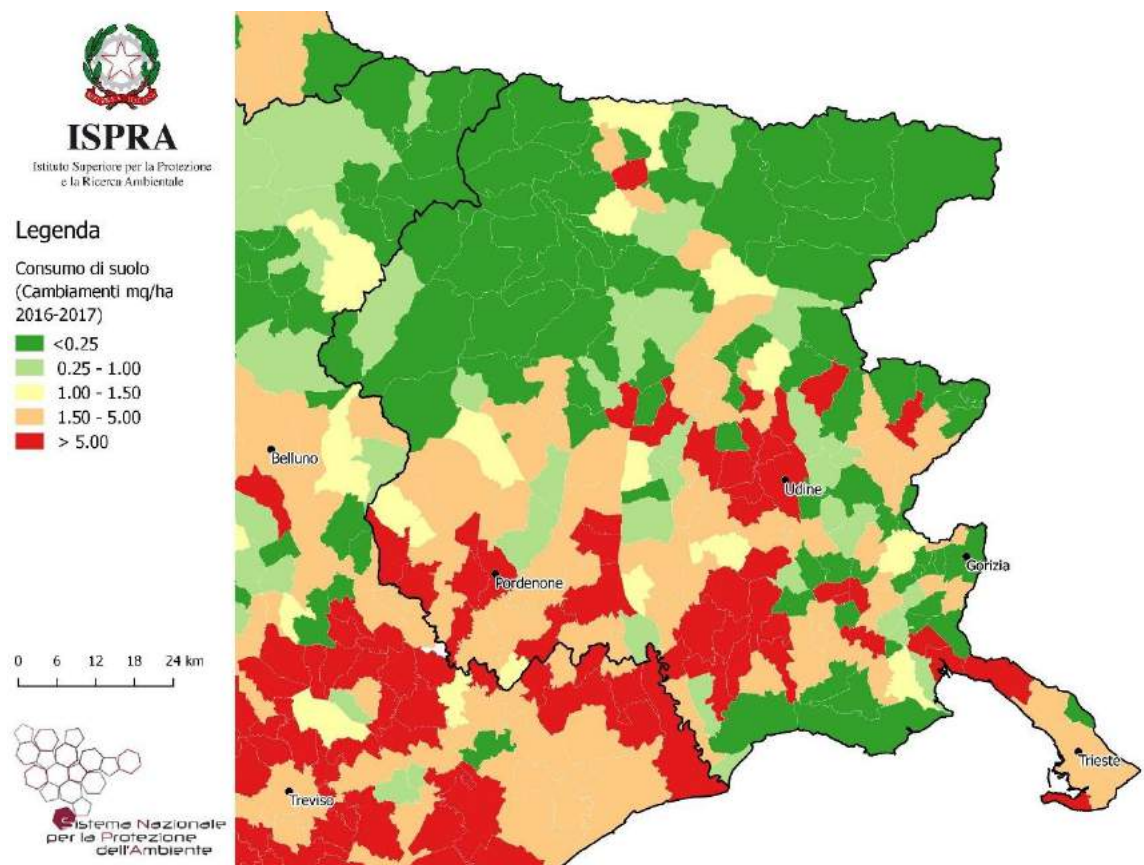 ISPRA
Istituto Superiore per la Protezione
e la Ricerca Ambientale
Legenda
Consumo di suolo
(Cambiamenti mq/ha
2016-2017)
<0.25
0.25 - 1.00
1.00 - 1.50
1.50 - 5.00
> 5.00
0 6 12 18 24 km
Sistema Nazionale
per la Protezione
dell'Ambiente
Belluno
Udine
Gorizia
Pordenone
Trieste
Treviso